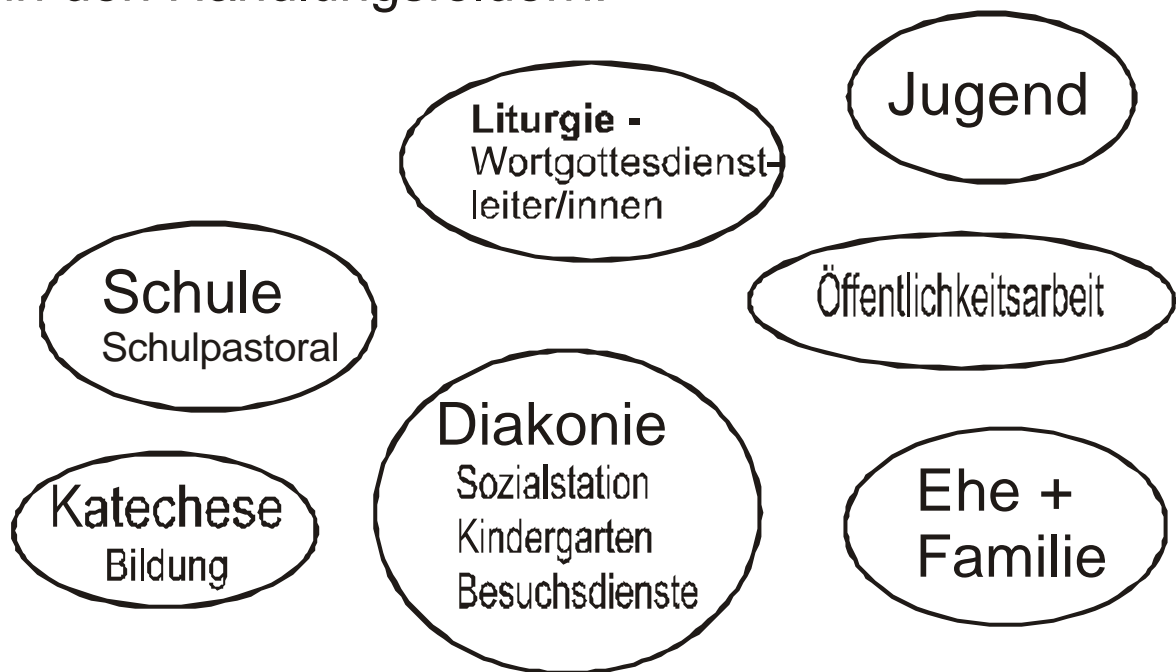 Liturgie -
Wortgottesdienst-
leiter/innen
Jugend
Schule
Schulpastoral
Öffentlichkeitsarbeit
Diakonie
Sozialstation
Kindergarten
Besuchsdienste
Katechese
Bildung
Ehe +
Familie